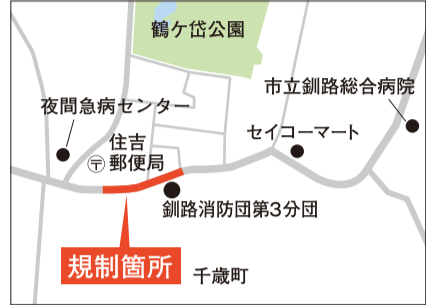 鶴ケ岱公園
市立釧路総合病院
夜間急病センター
セイコーマート
住吉
〒郵便局
釧路消防団第3分団
規制箇所
千歳町